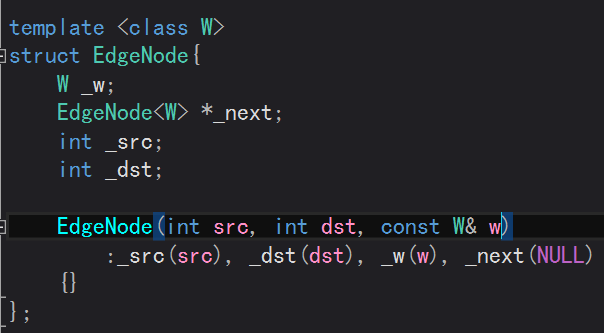 template <class W>
struct EdgeNode{
    W _w;
    EdgeNode<W> *_next;
    int _src;
    int _dst;
    EdgeNode(int src, int dst, const W& w)
        :_src(src), _dst(dst), _w(w), _next(NULL)
    {}
};